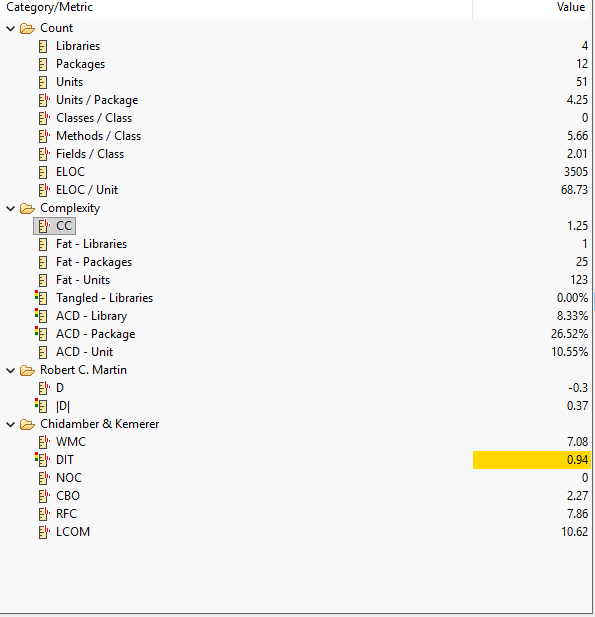 Category/Metric Value
Count
Libraries 4
Packages 12
Units 51
Units / Package 4.25
Classes / Class 0
Methods / Class 5.66
Fields / Class 2.01
ELOC 3505
ELOC / Unit 68.73
Complexity
CC 1.25
Fat - Libraries 1
Fat - Packages 25
Fat - Units 123
Tangled - Libraries 0.00%
ACD - Library 8.33%
ACD - Package 26.52%
ACD - Unit 10.55%
Robert C. Martin
D -0.3
|D| 0.37
Chidamber & Kemerer
WMC 7.08
DIT 0.94
NOC 0
CBO 2.27
RFC 7.86
LCOM 10.62